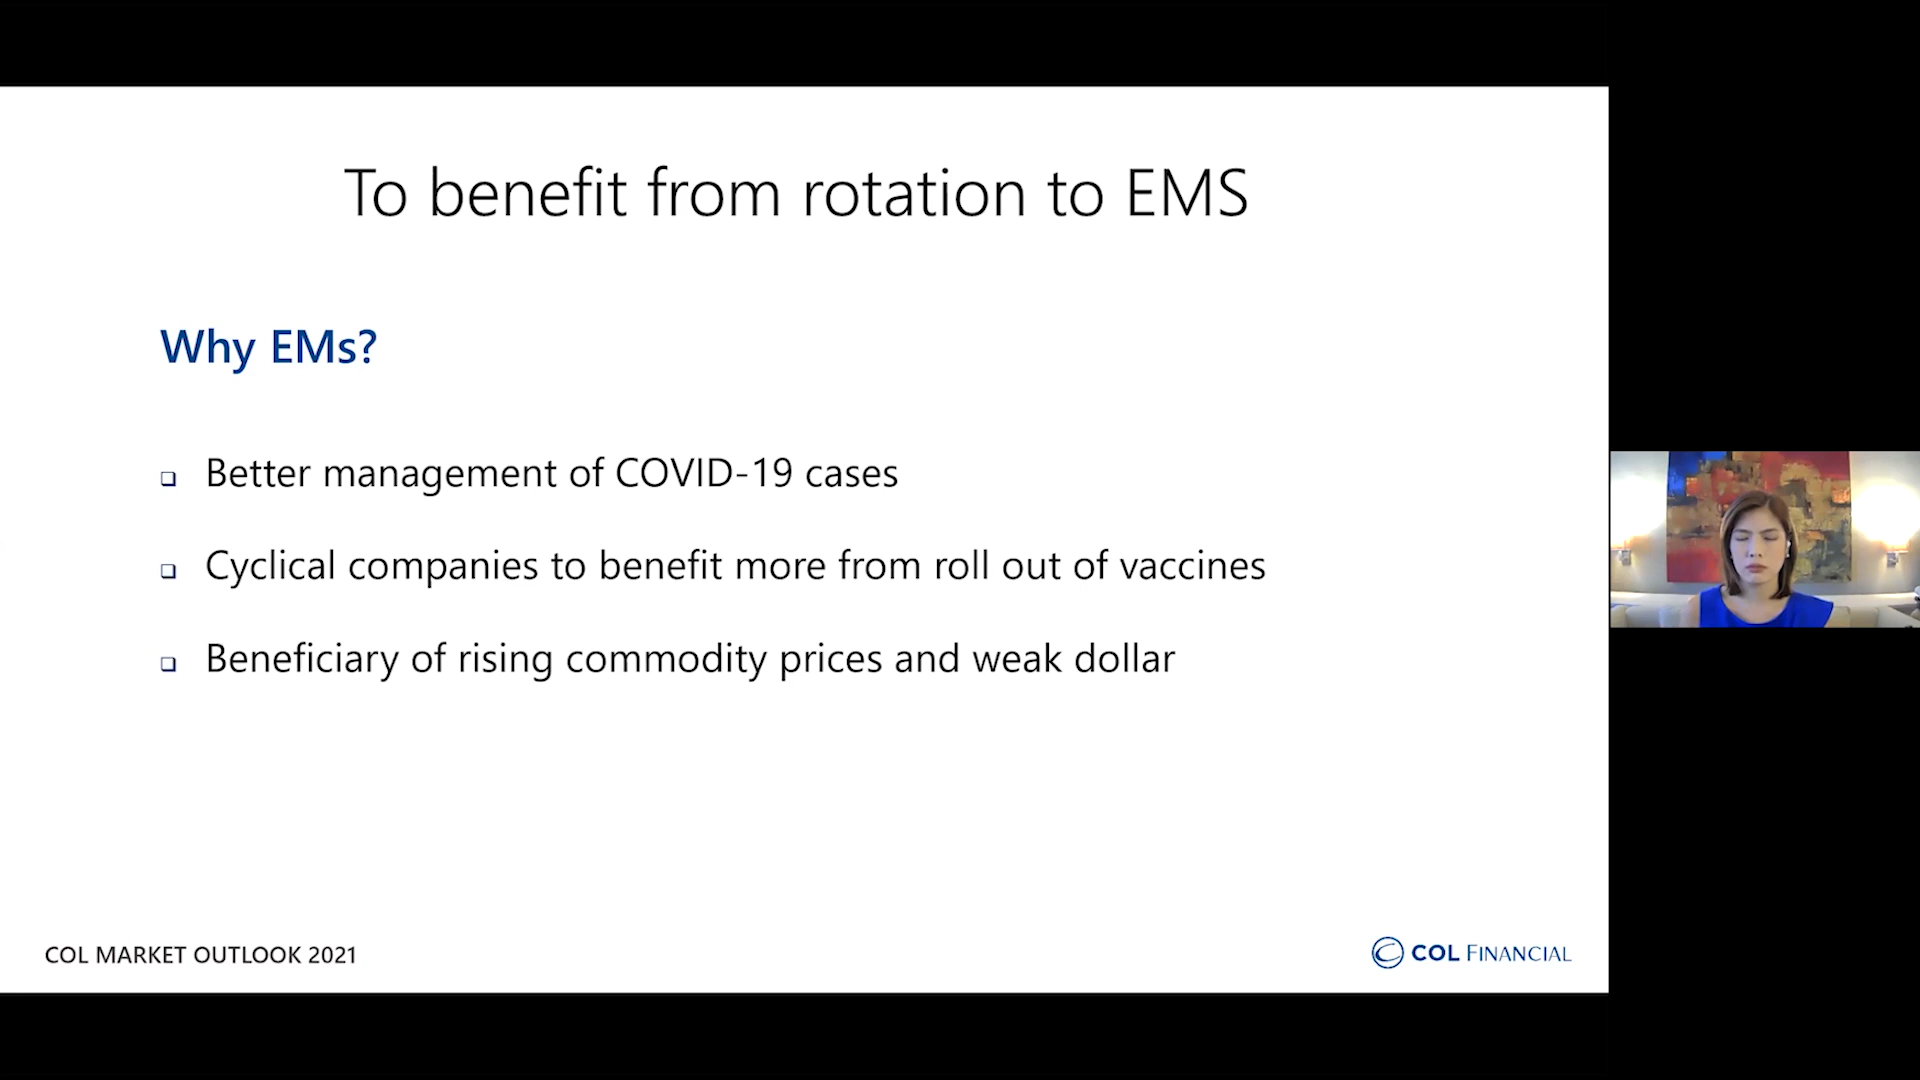 To benefit from rotation to EMS
Why EMs?
Better management of COVID-19 cases
Cyclical companies to benefit more from roll out of vaccines
Beneficiary of rising commodity prices and weak dollar
COL MARKET OUTLOOK 2021
COL FINANCIAL